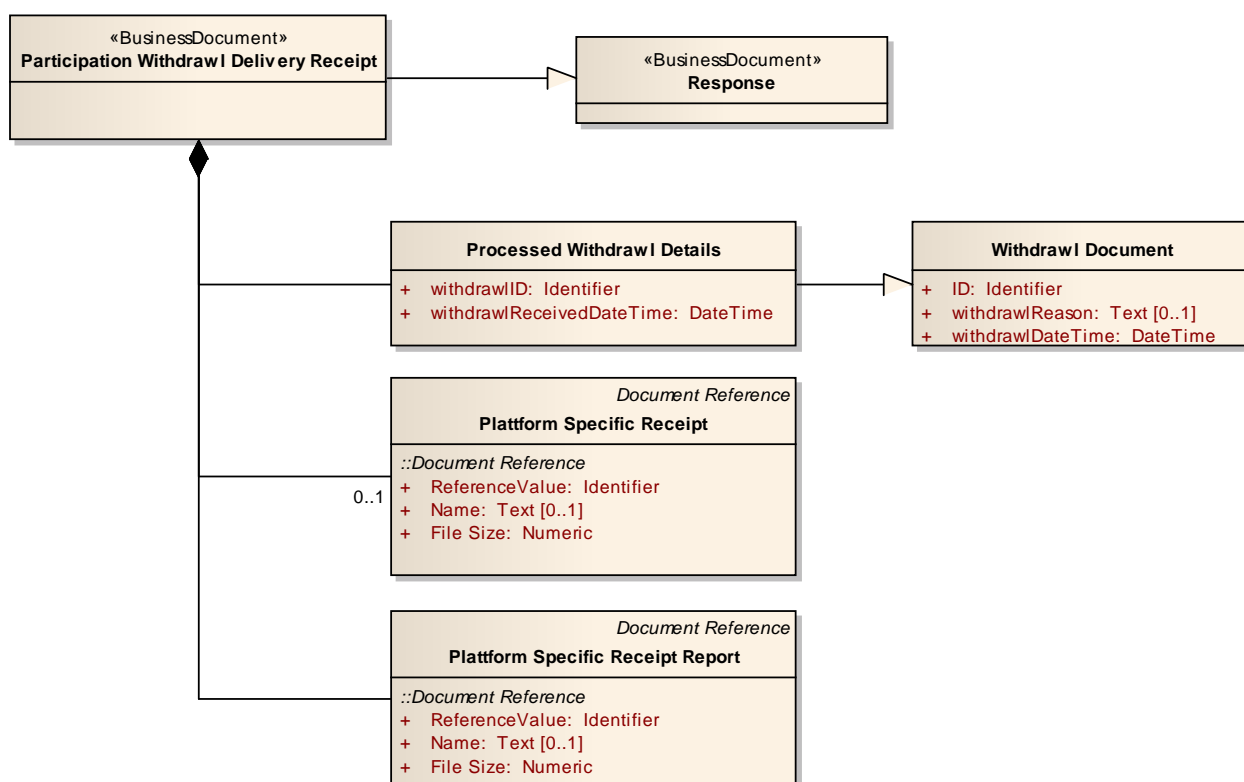 «BusinessDocument»
Participation Withdrawl Delivery Receipt
«BusinessDocument»
Response
Processed Withdrawl Details
+ withdrawlID: Identifier
+ withdrawlReceivedDateTime: DateTime
Withdrawl Document
+ ID: Identifier
+ withdrawlReason: Text [0..1]
+ withdrawlDateTime: DateTime
Document Reference
Plattform Specific Receipt
::Document Reference
+ ReferenceValue: Identifier
+ Name: Text [0..1]
+ File Size: Numeric
0..1
Document Reference
Plattform Specific Receipt Report
::Document Reference
+ ReferenceValue: Identifier
+ Name: Text [0..1]
+ File Size: Numeric